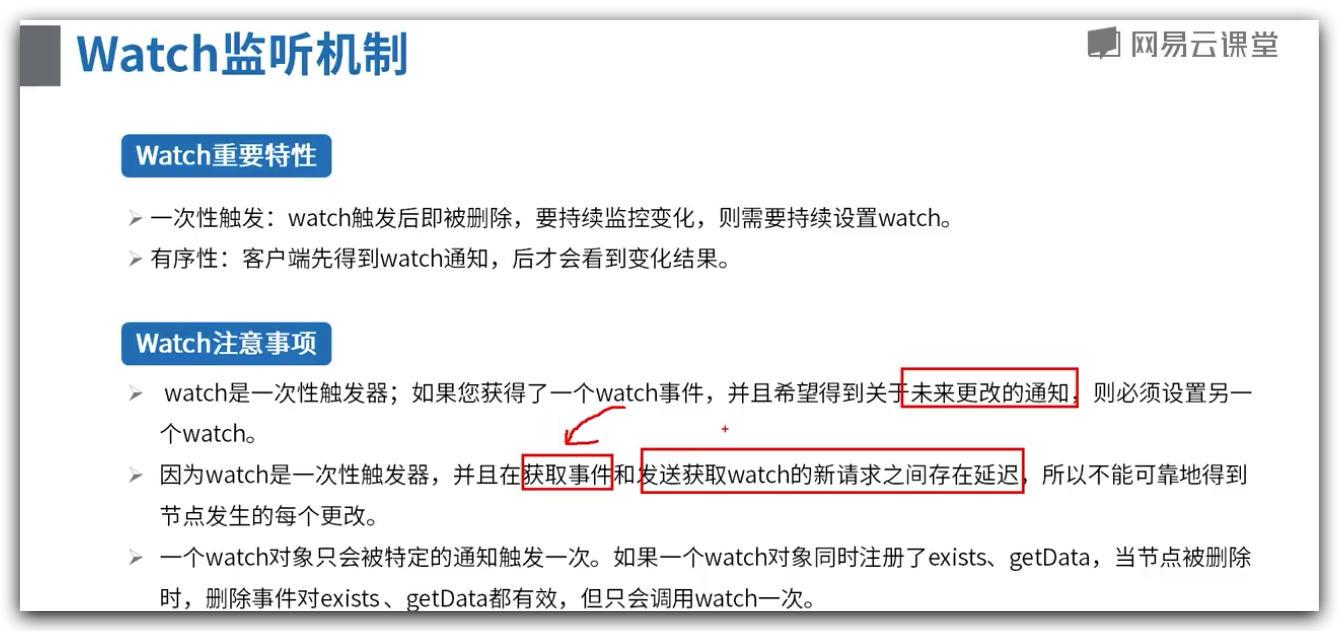 Watch监听机制
网易云课堂
Watch重要特性
一次性触发：watch触发后即被删除，要持续监控变化，则需要持续设置watch。
有序性：客户端先得到watch通知，后才会看到变化结果。
Watch注意事项
watch是一次性触发器；如果您获得了一个watch事件，并且希望得到关于未来更改的通知，则必须设置另一
个watch。
因为watch是一次性触发器，并且在获取事件和发送获取watch的新请求之间存在延迟，所以不能可靠地得到
节点发生的每个更改。
一个watch对象只会被特定的通知触发一次。如果一个watch对象同时注册了exists、getData，当节点被删除
时，删除事件对exists 、getData都有效，但只会调用watch一次。